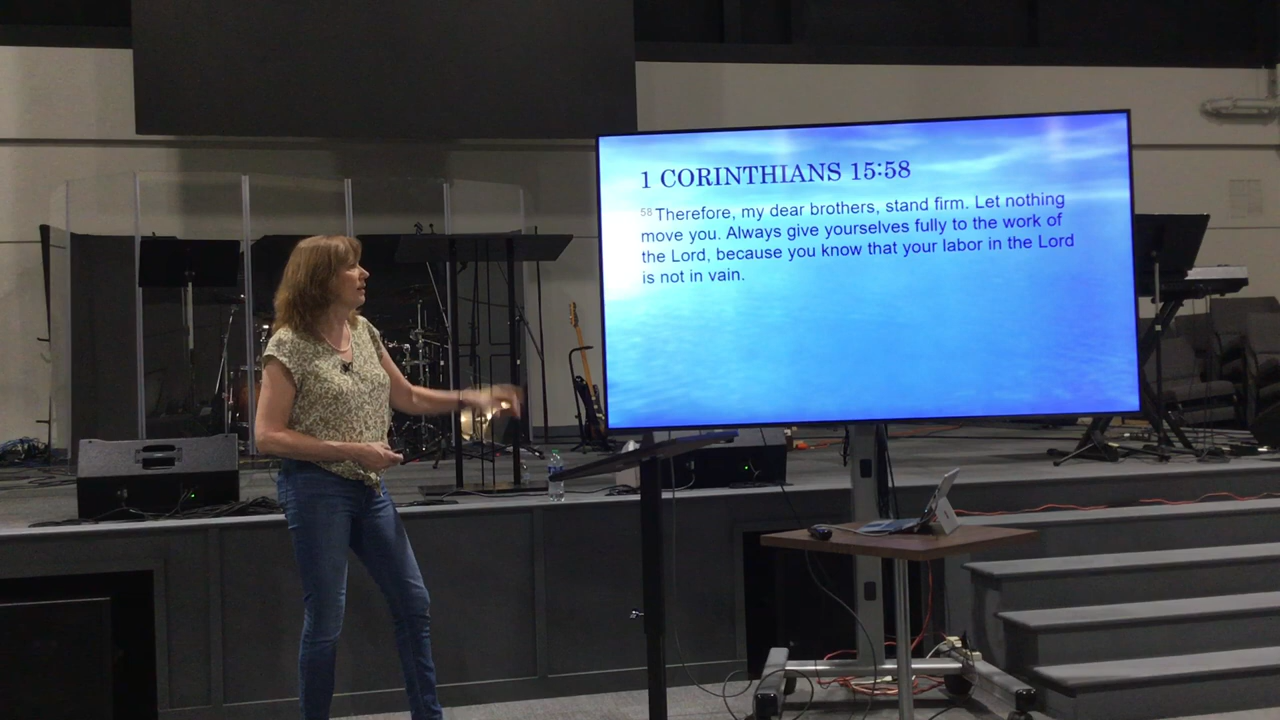 1 CORINTHIANS 15:58
58 Therefore, my dear brothers, stand firm. Let nothing
move you. Always give yourselves fully to the work of
the Lord, because you know that your labor in the Lord
is not in vain.